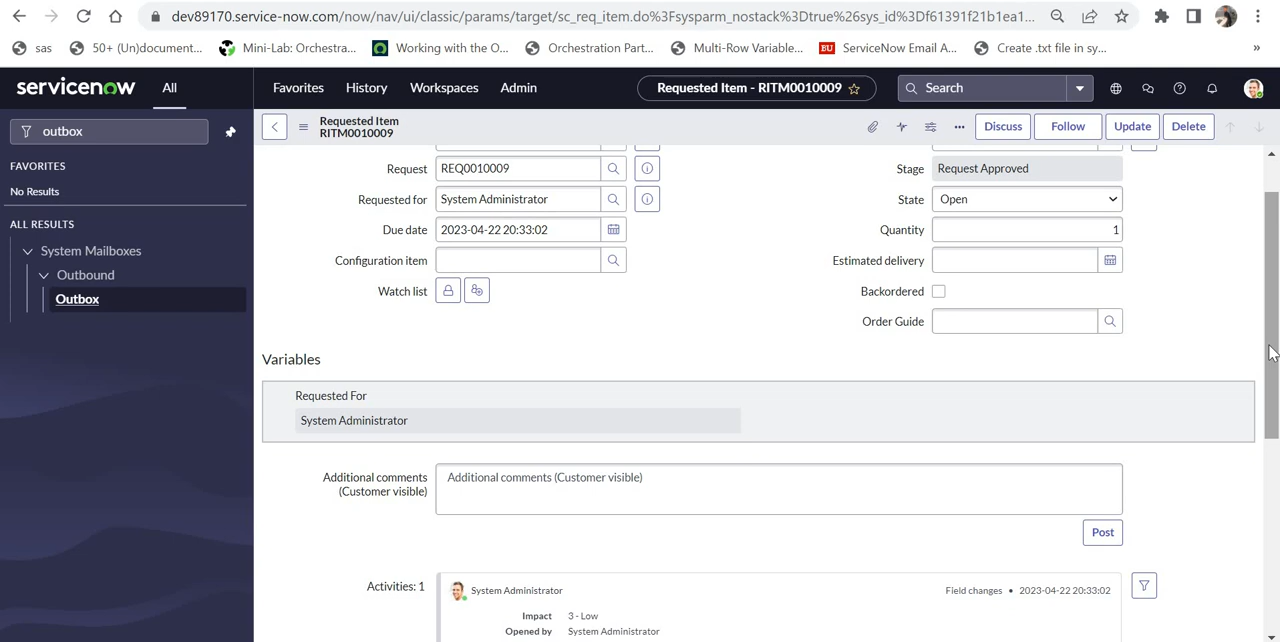 dev89170.service-now.com/now/nav/ui/classic/params/target/sc_req_item.do%3Fsysparm_nostack%3Dtrue%26sys_id%3Df61391f21b1ea1...
sas
50+ (Un)document...
Mini-Lab: Orchestra...
Working with the O...
Orchestration Part...
Multi-Row Variable...
BU ServiceNow Email A...
Create .txt file in sy...
»
servicenow
All
Favorites
History
Workspaces
Admin
Requested Item - RITM0010009
Search
outbox
FAVORITES
No Results
ALL RESULTS
System Mailboxes
Outbound
Outbox
Requested Item
RITM0010009
Discuss
Follow
Update
Delete
Request REQ0010009
Requested for System Administrator
Due date 2023-04-22 20:33:02
Configuration item
Watch list
Stage Request Approved
State Open
Quantity 1
Estimated delivery
Backordered
Order Guide
Variables
Requested For
System Administrator
Additional comments
(Customer visible)
Additional comments (Customer visible)
Post
Activities: 1
System Administrator
Field changes • 2023-04-22 20:33:02
Impact 3 - Low
Opened by System Administrator